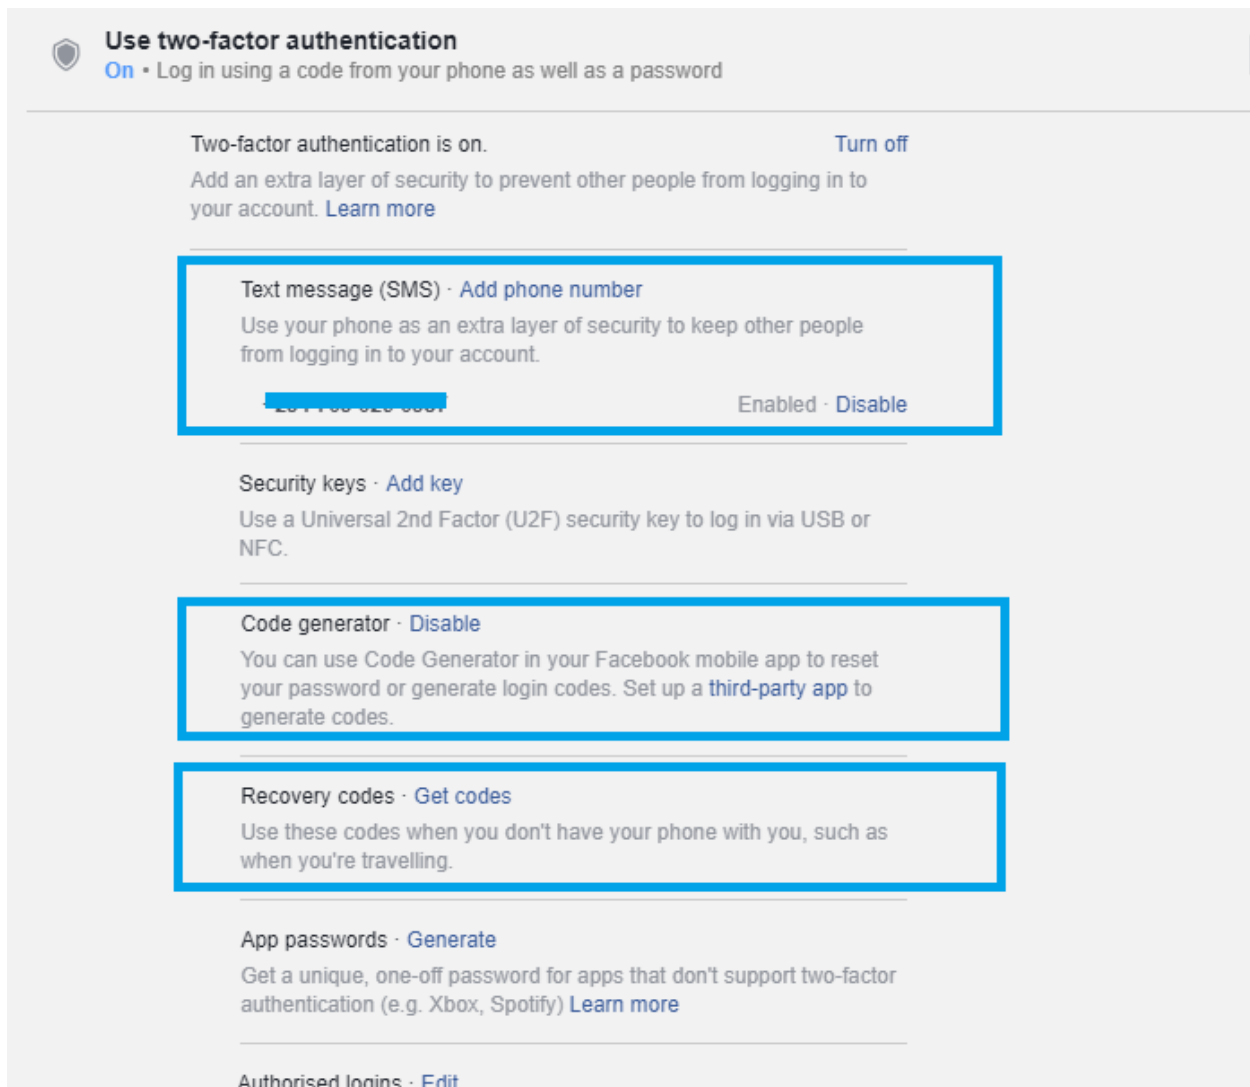 Use two-factor authentication
On • Log in using a code from your phone as well as a password
Two-factor authentication is on. Turn off
Add an extra layer of security to prevent other people from logging in to
your account. Learn more
Text message (SMS) · Add phone number
Use your phone as an extra layer of security to keep other people
from logging in to your account.
Enabled · Disable
Security keys · Add key
Use a Universal 2nd Factor (U2F) security key to log in via USB or
NFC.
Code generator · Disable
You can use Code Generator in your Facebook mobile app to reset
your password or generate login codes. Set up a third-party app to
generate codes.
Recovery codes · Get codes
Use these codes when you don't have your phone with you, such as
when you're travelling.
App passwords · Generate
Get a unique, one-off password for apps that don't support two-factor
authentication (e.g. Xbox, Spotify) Learn more
Authorised logins · Edit